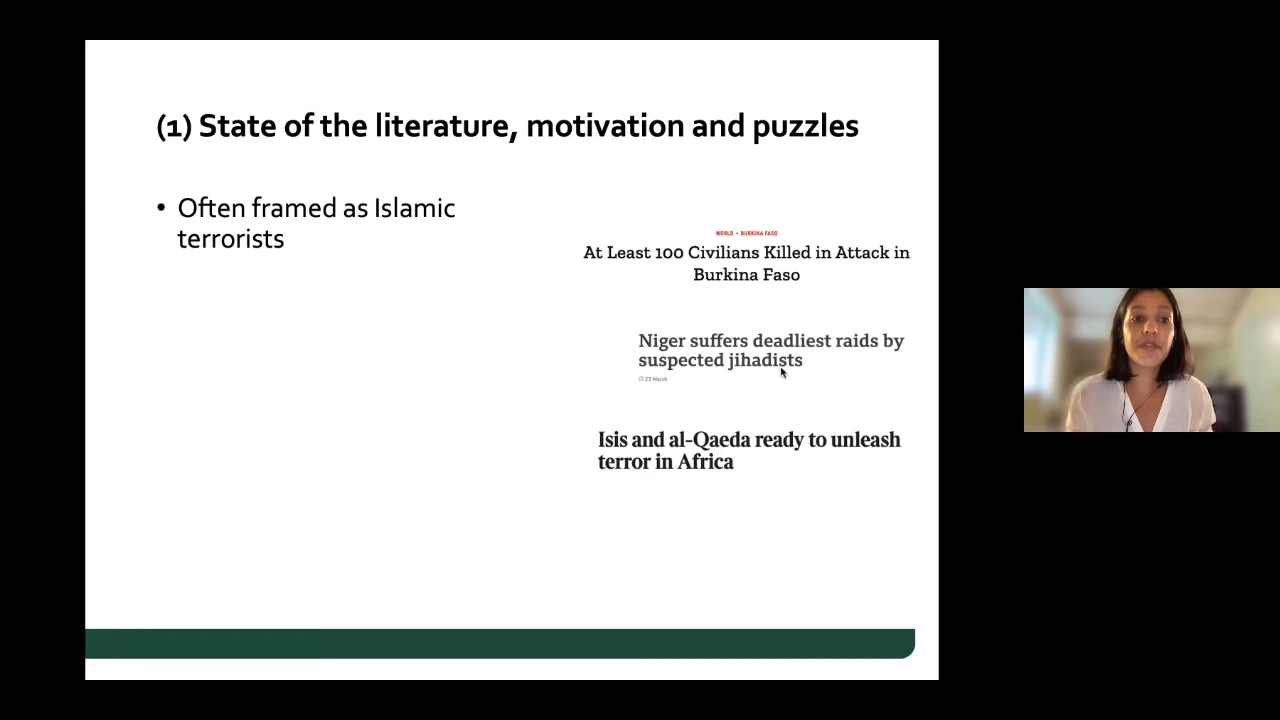 (1) State of the literature, motivation and puzzles
• Often framed as Islamic
terrorists
WORLD • BURKINA FASO
At Least 100 Civilians Killed in Attack in
Burkina Faso
Niger suffers deadliest raids by
suspected jihadists
23 March
Isis and al-Qaeda ready to unleash
terror in Africa